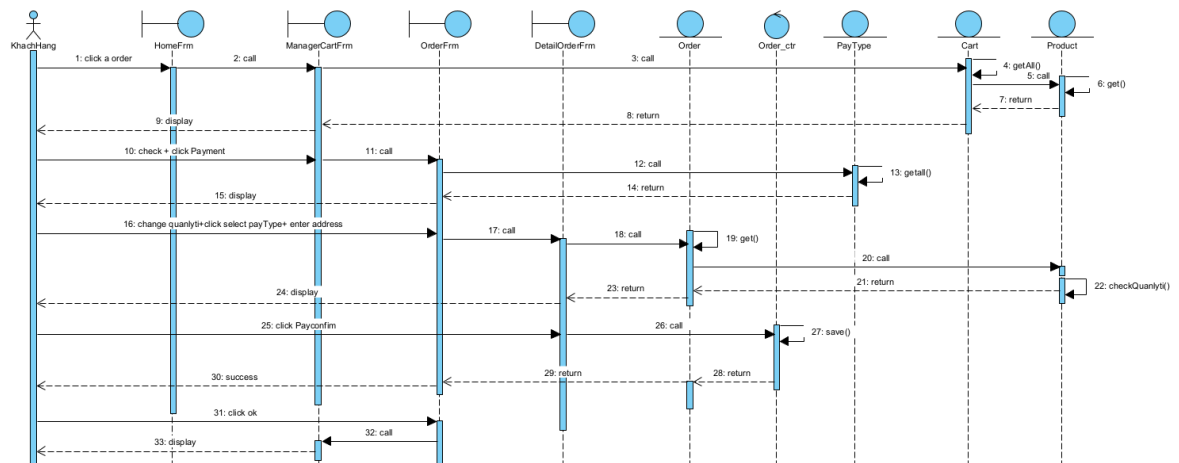 KhachHang
HomeFrm
ManagerCartFrm
OrderFrm
DetailOrderFrm
Order
Order_ctr
PayType
Cart
Product
1: click a order
2: call
3: call
4: getAll()
5: call
6: get()
7: return
8: return
9: display
10: check + click Payment
11: call
12: call
13: getall()
14: return
15: display
16: change quanlyti+click select payType+ enter address
17: call
18: call
19: get()
20: call
21: return
22: checkQuanlyti()
23: return
24: display
25: click Payconfim
26: call
27: save()
28: return
29: return
30: success
31: click ok
32: call
33: display